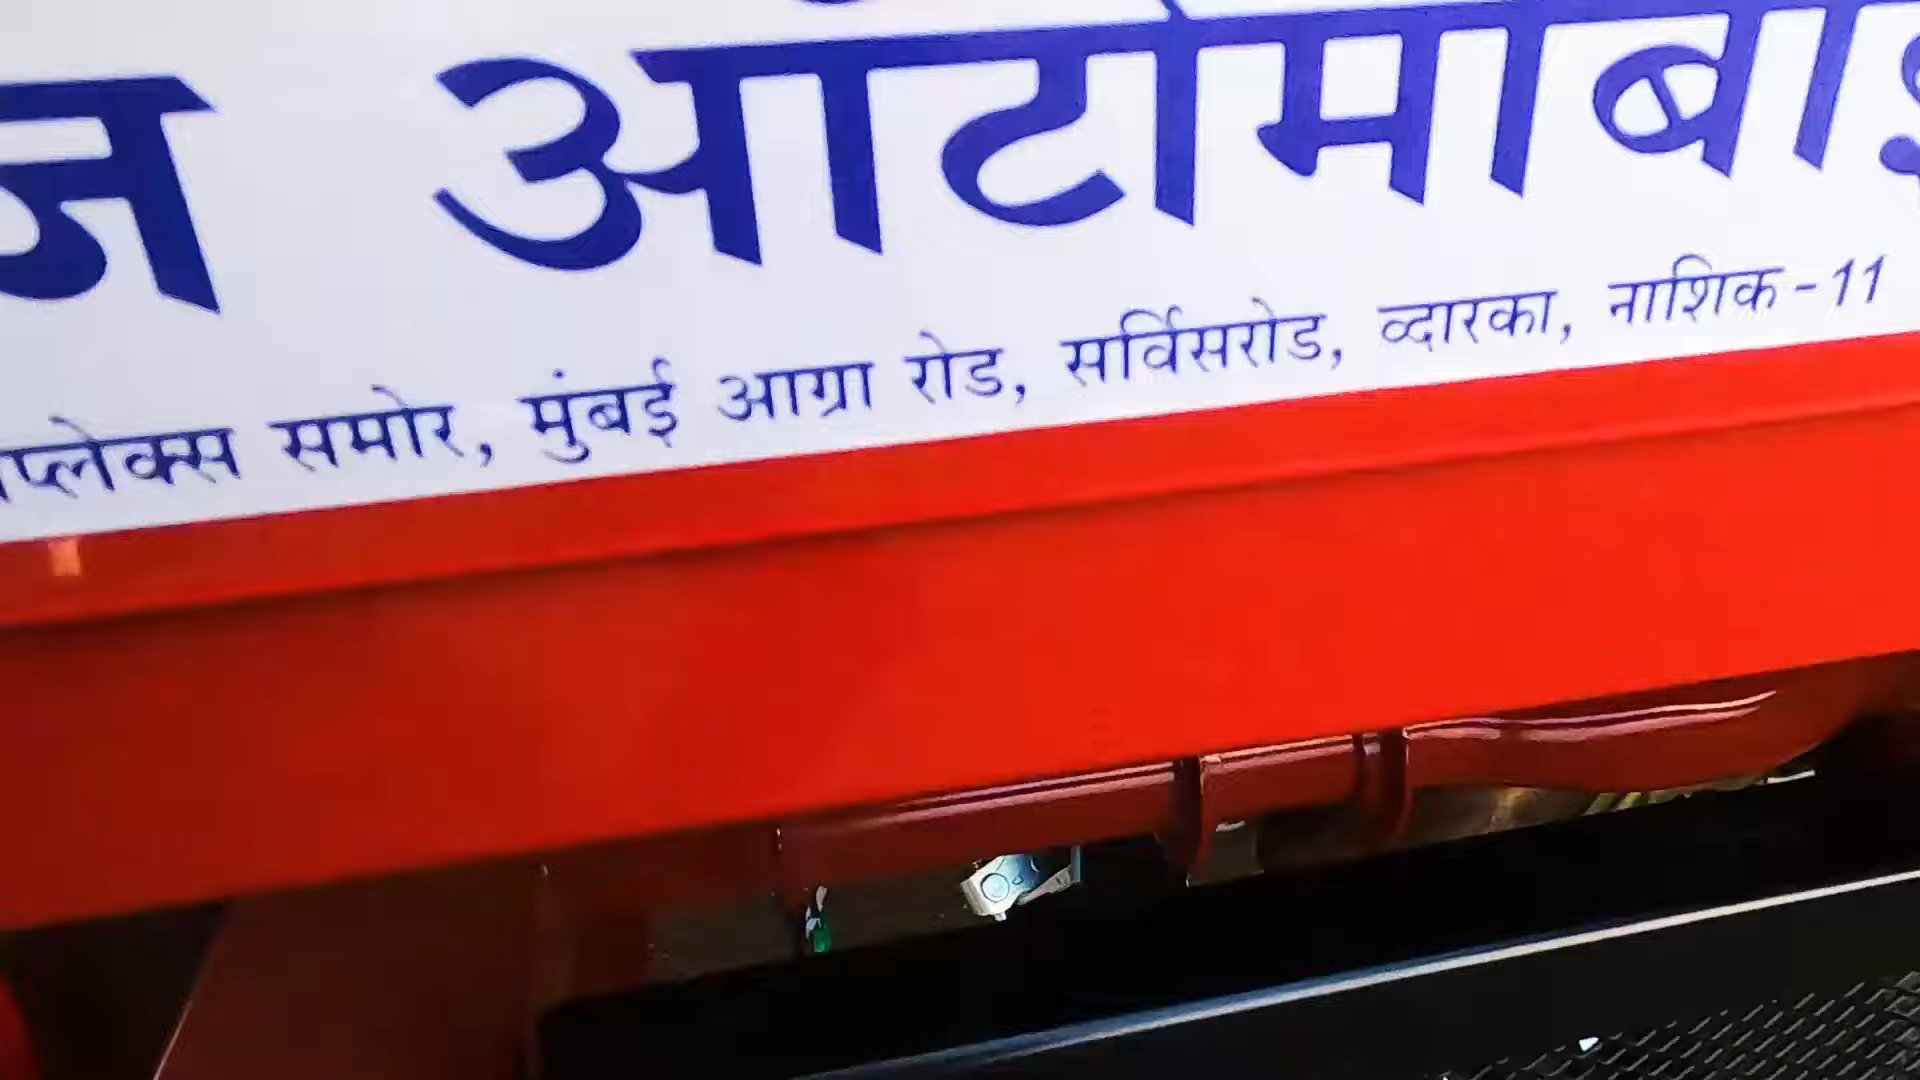 ज ऑटोमोबाई
प्लेक्स समोर, मुंबई आग्रा रोड, सर्विसरोड, व्दारका, नाशिक-11